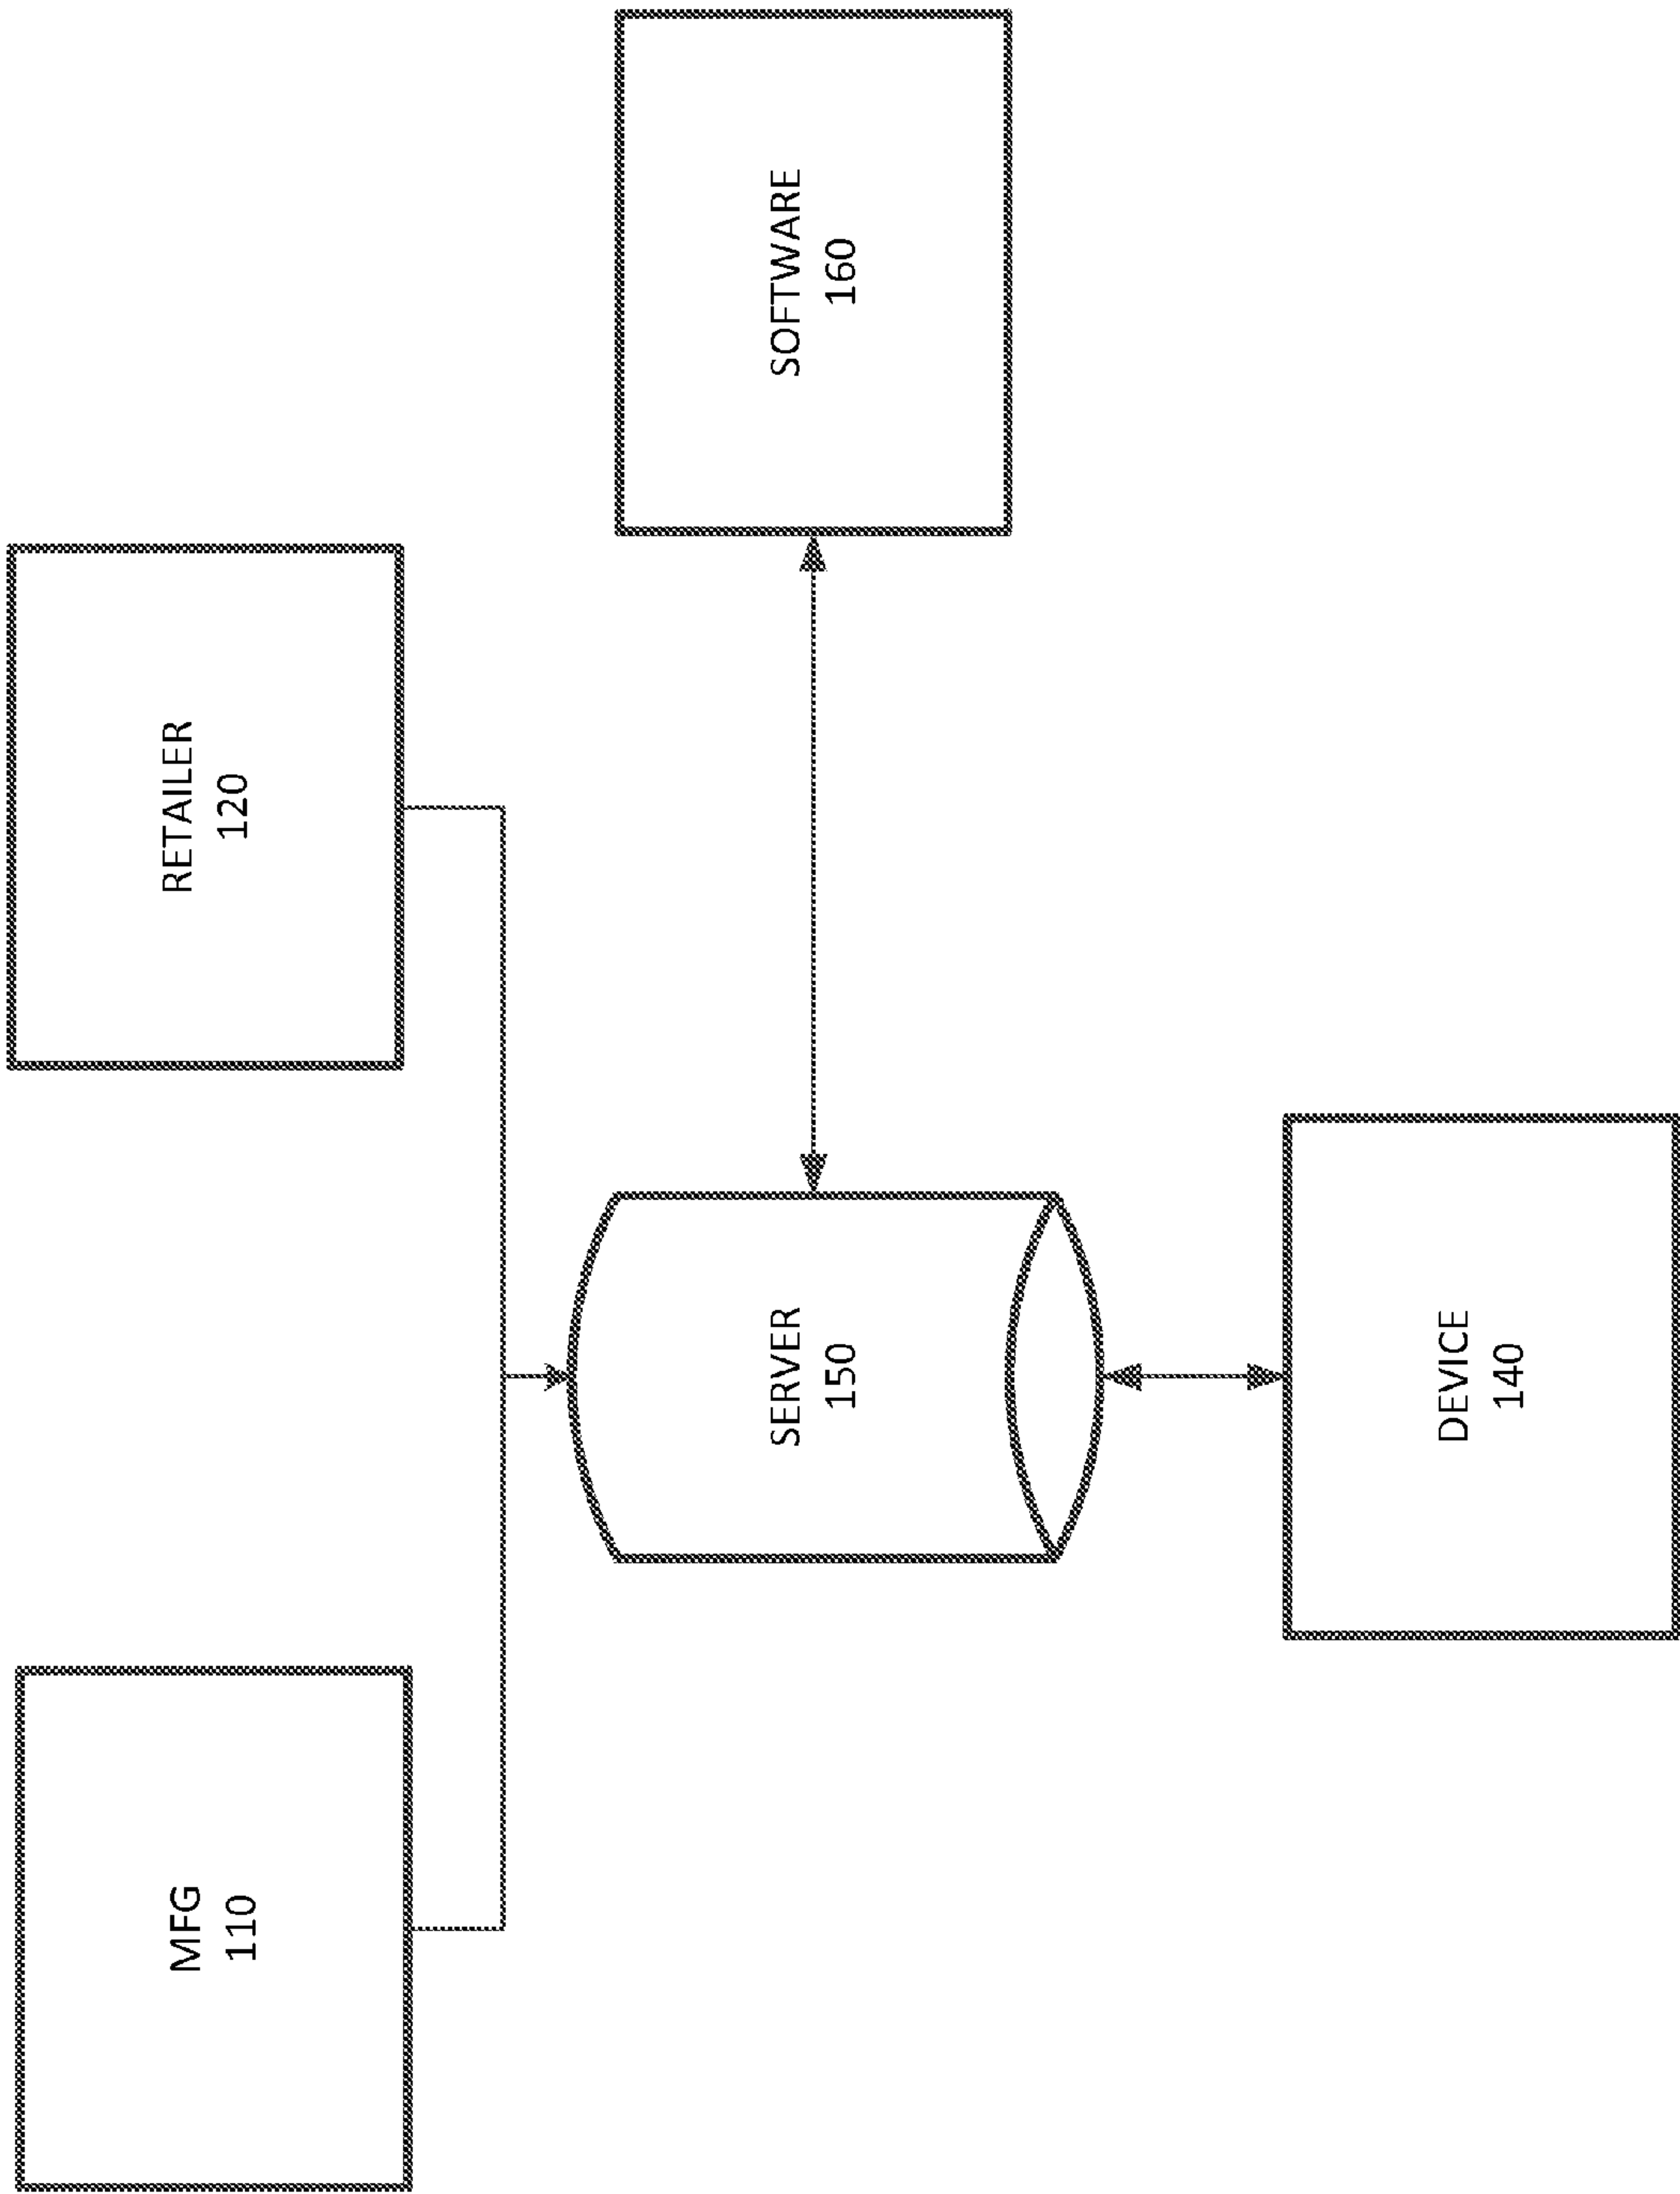 MFG
110
RETAILER
120
SERVER
150
SOFTWARE
160
DEVICE
140